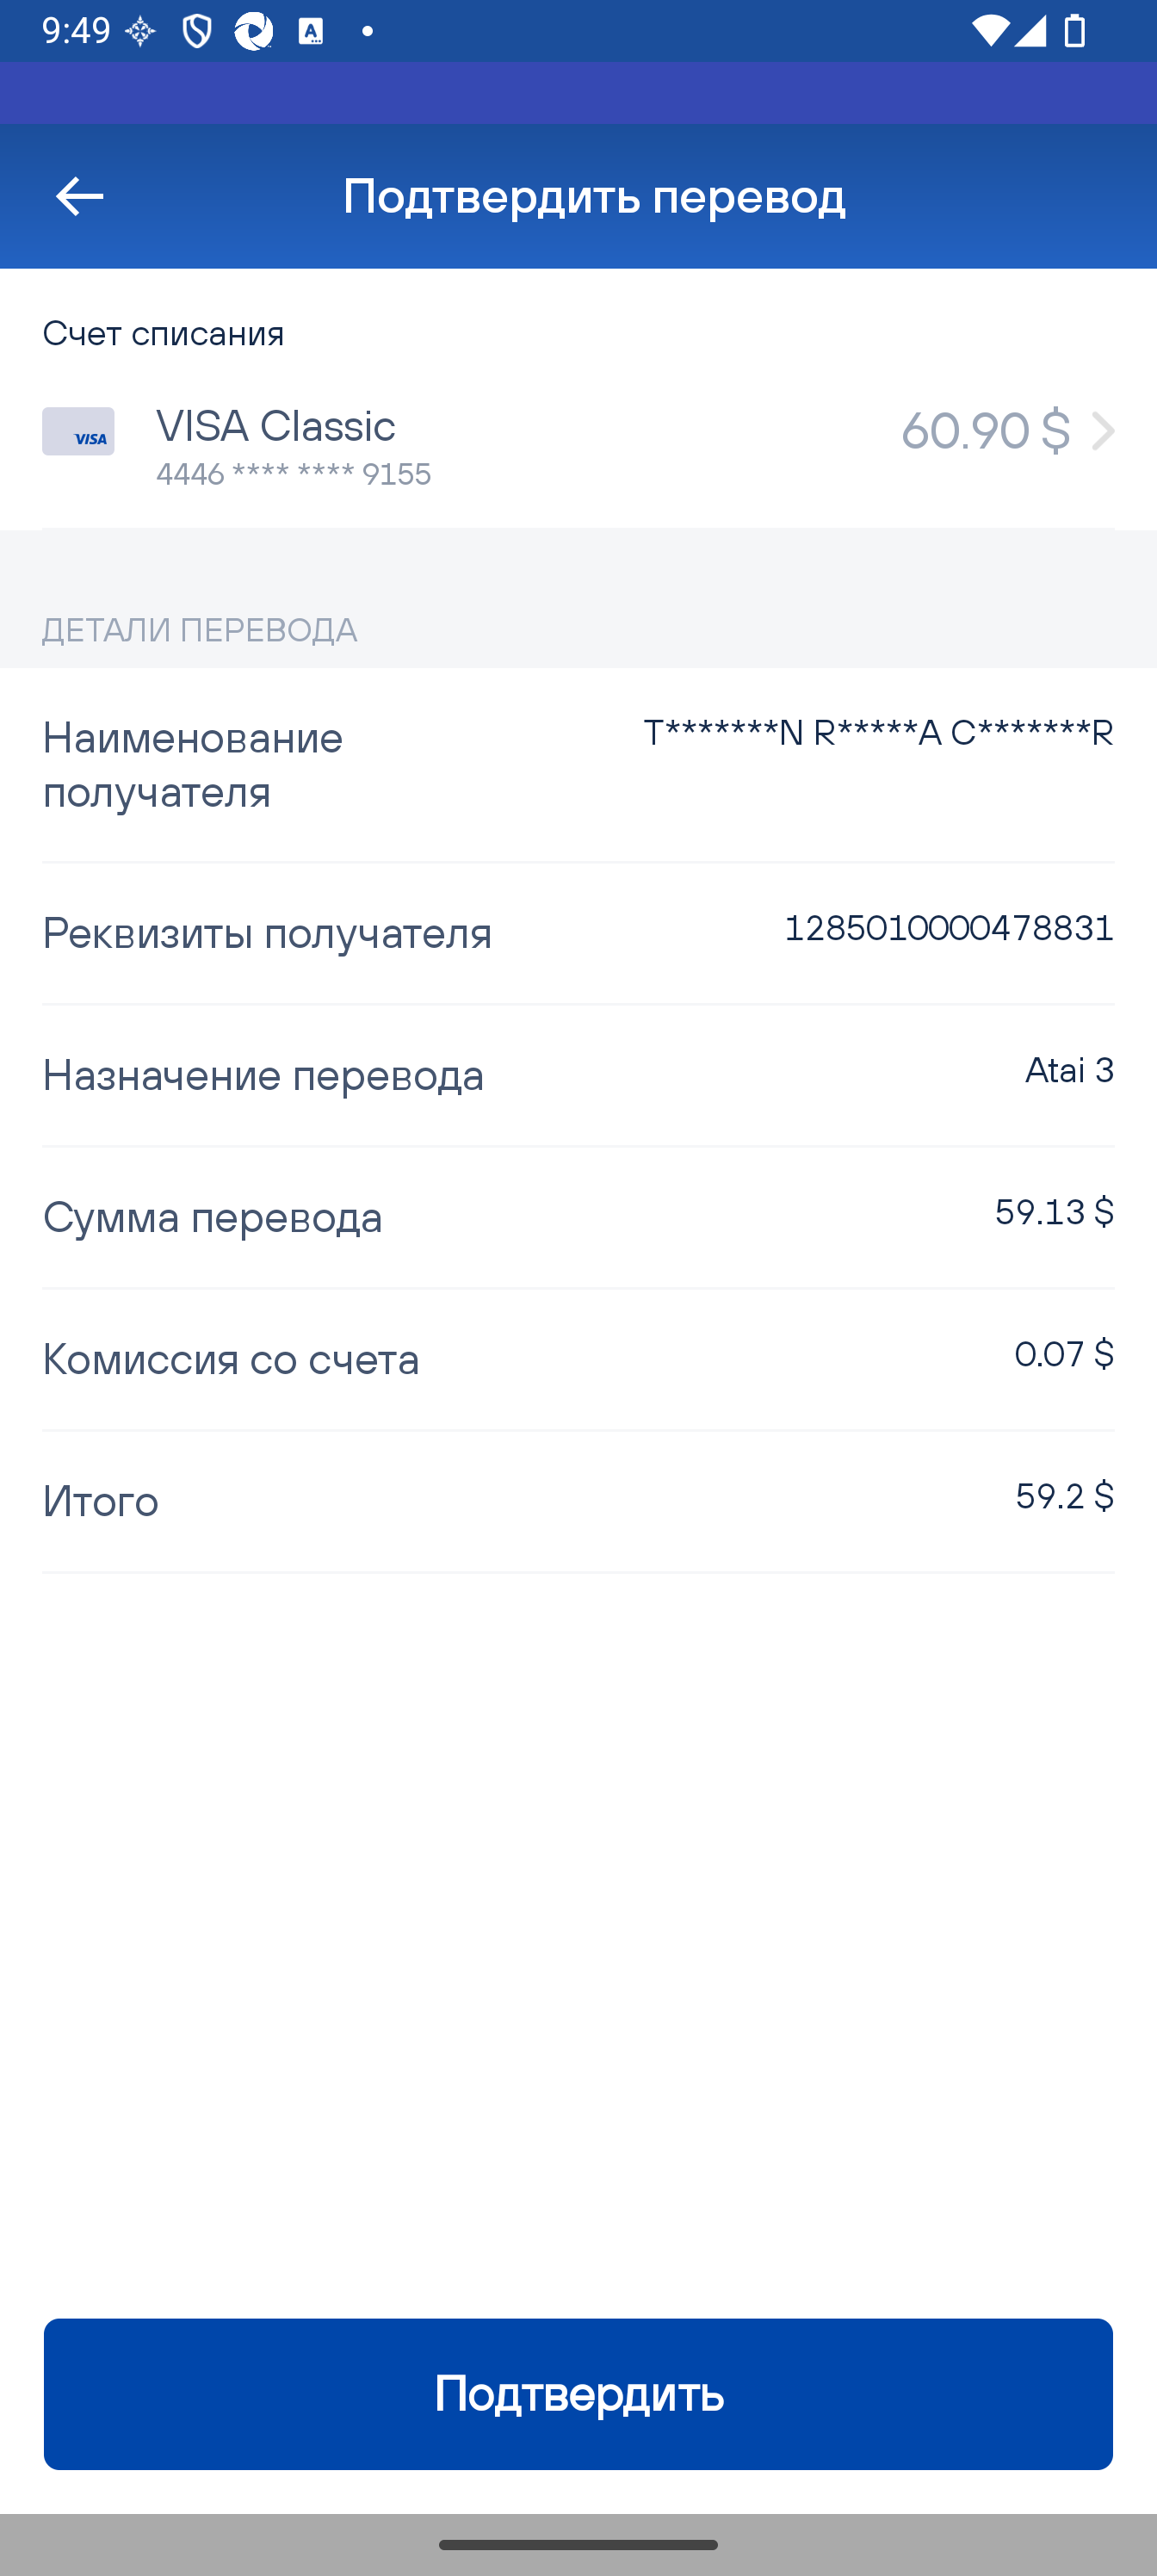 9:49
Подтвердить перевод
Счет списания
VISA
VISA Classic
60.90 $
4446 **** **** 9155
ДЕТАЛИ ПЕРЕВОДА
Наименование получателя
T*******N R*****A C*******R
Реквизиты получателя
1285010000478831
Назначение перевода
Atai 3
Сумма перевода
59.13 $
Комиссия со счета
0.07 $
Итого
59.2 $
Подтвердить